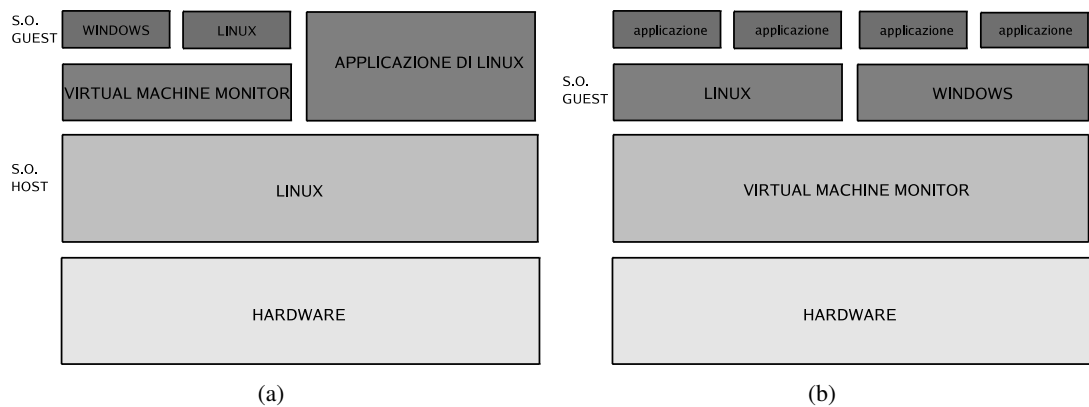 S.O.
GUEST
WINDOWS
LINUX
VIRTUAL MACHINE MONITOR
APPLICAZIONE DI LINUX
S.O.
HOST
LINUX
HARDWARE
(a)
applicazione
applicazione
applicazione
applicazione
S.O.
GUEST
LINUX
WINDOWS
VIRTUAL MACHINE MONITOR
HARDWARE
(b)